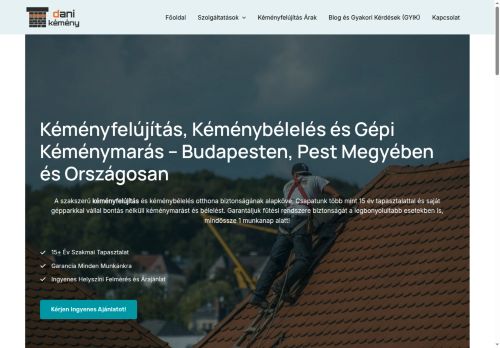 dani
kémény
Főoldal
Szolgáltatások
Kéményfelújítás Árak
Blog és Gyakori Kérdések (GYIK)
Kapcsolat
Kéményfelújítás, Kéménybélelés és Gépi
Kéménymarás – Budapesten, Pest Megyében
és Országosan
A szakszerű kéményfelújítás és kéménybélelés otthona biztonságának alapköve. Csapatunk több mint 15 év tapasztalattal és saját
gépparkkal vállal bontás nélküli kéménymarást és bélelést. Garantáljuk fűtési rendszere biztonságát a legbonyolultabb esetekben is,
mindössze 1 munkanap alatt!
15+ Év Szakmai Tapasztalat
Garancia Minden Munkánkra
Ingyenes Helyszíni Felmérés és Árajánlat
Kérjen Ingyenes Ajánlatot!